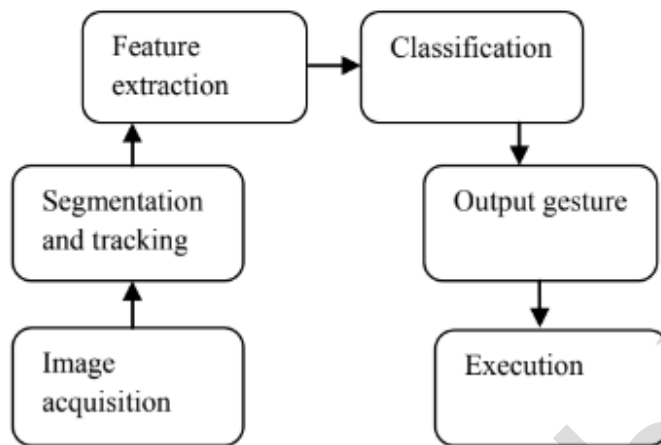 Feature
extraction
Classification
Segmentation
and tracking
Output gesture
Image
acquisition
Execution